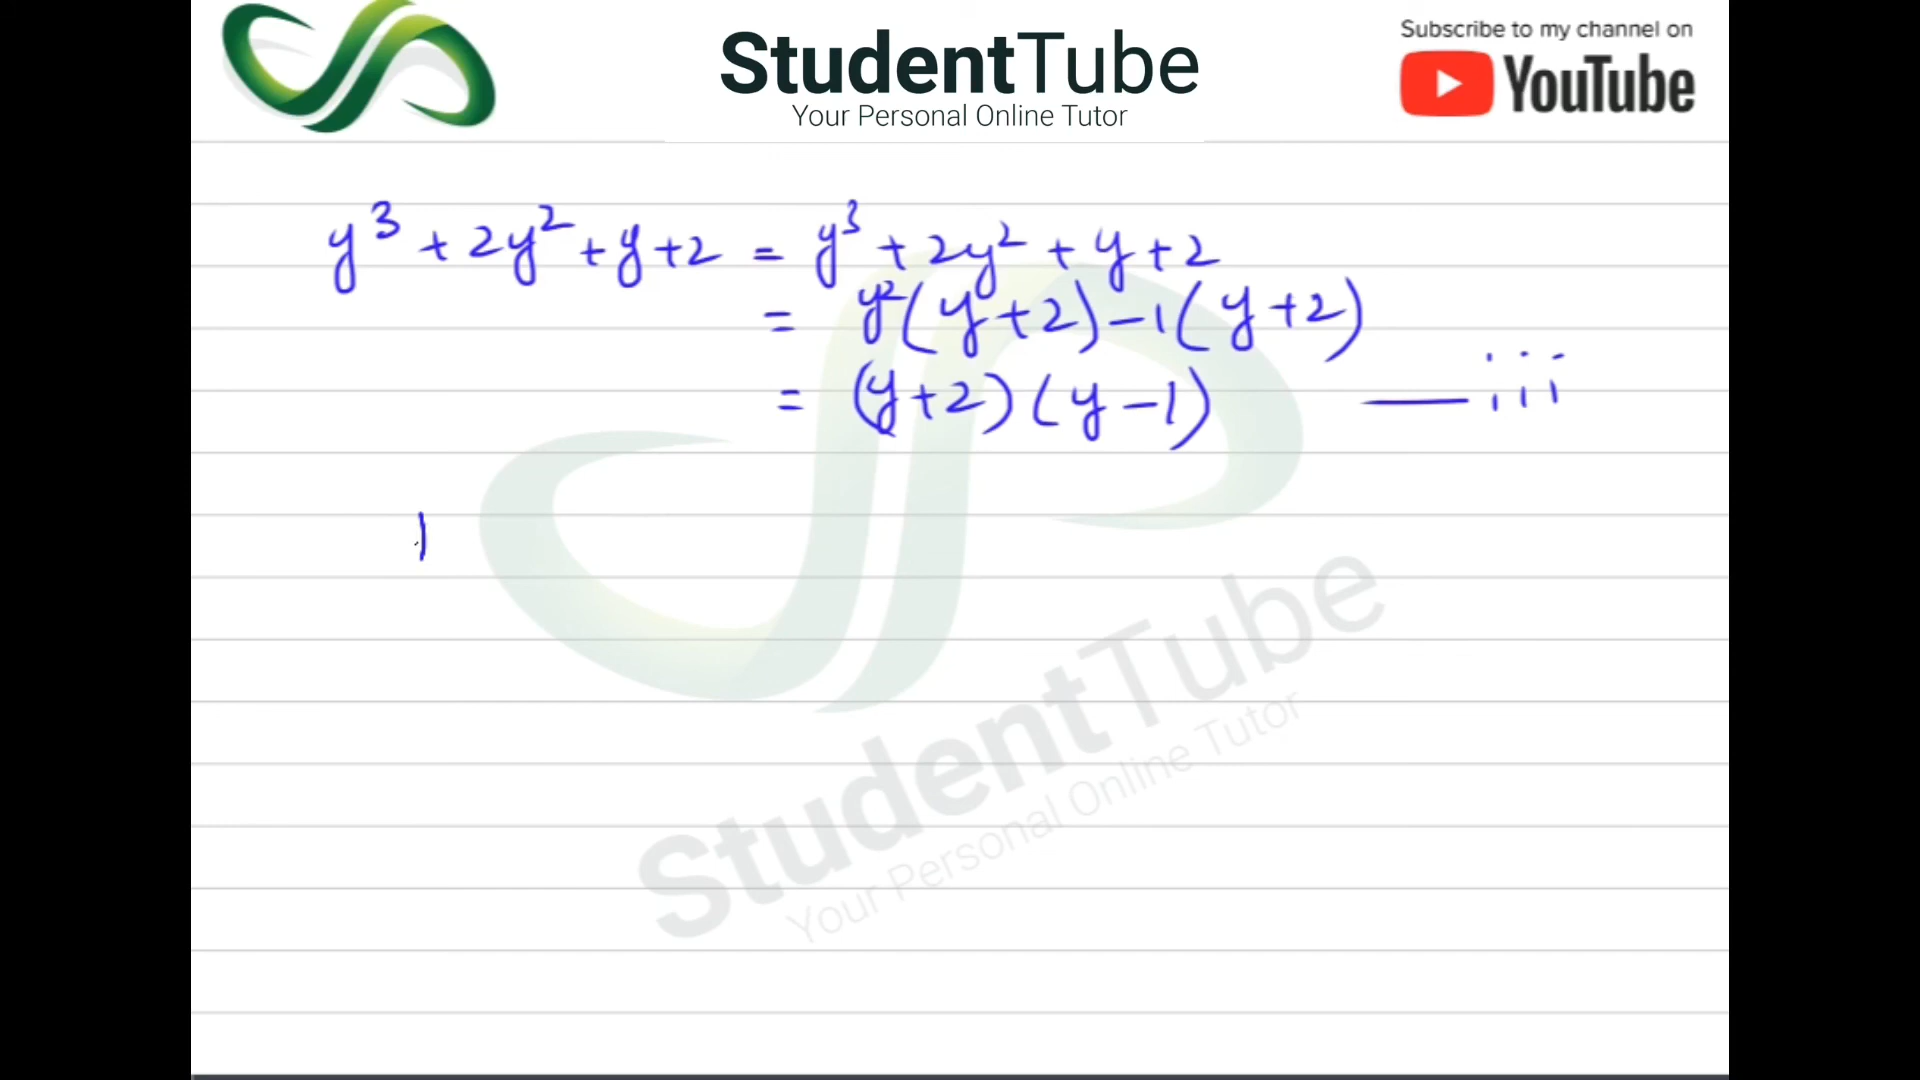 Subscribe to my channel on
StudentTube
YouTube
Your Personal Online Tutor
y³ + 2y² + y + 2 = y³ + 2y² + y + 2
= y²(y+2) - 1(y+2)
= (y+2)(y-1) — iii
1
StudentTube
Your Personal Online Tutor